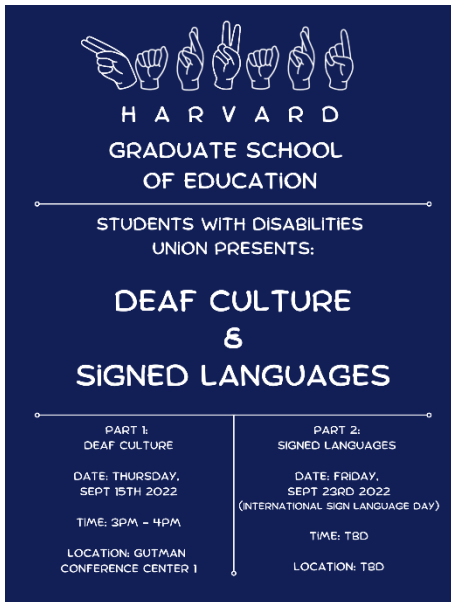 HARVARD
GRADUATE SCHOOL
OF EDUCATION
STUDENTS WITH DISABILITIES
UNION PRESENTS:
DEAF CULTURE
&
SIGNED LANGUAGES
PART 1:
DEAF CULTURE
DATE: THURSDAY,
SEPT 15TH 2022
TIME: 3PM - 4PM
LOCATION: GUTMAN
CONFERENCE CENTER 1
PART 2:
SIGNED LANGUAGES
DATE: FRIDAY,
SEPT 23RD 2022
(INTERNATIONAL SIGN LANGUAGE DAY)
TIME: TBD
LOCATION: TBD